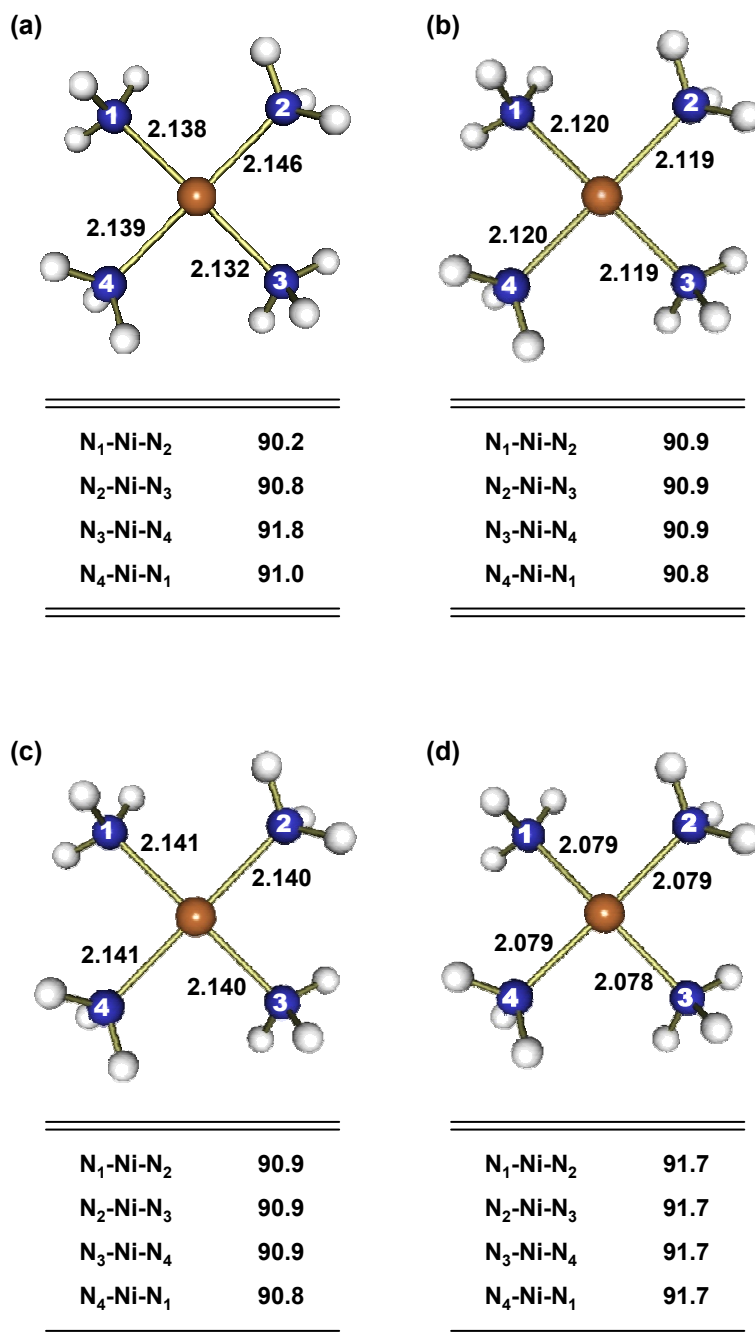 (a)
1
2
2.138
2.146
2.139
2.132
4
3
N₁-Ni-N₂ 90.2
N₂-Ni-N₃ 90.8
N₃-Ni-N₄ 91.8
N₄-Ni-N₁ 91.0
(b)
1
2
2.120
2.119
2.120
2.119
4
3
N₁-Ni-N₂ 90.9
N₂-Ni-N₃ 90.9
N₃-Ni-N₄ 90.9
N₄-Ni-N₁ 90.8
(c)
1
2
2.141
2.140
2.141
2.140
4
3
N₁-Ni-N₂ 90.9
N₂-Ni-N₃ 90.9
N₃-Ni-N₄ 90.9
N₄-Ni-N₁ 90.8
(d)
1
2
2.079
2.079
2.079
2.078
4
3
N₁-Ni-N₂ 91.7
N₂-Ni-N₃ 91.7
N₃-Ni-N₄ 91.7
N₄-Ni-N₁ 91.7